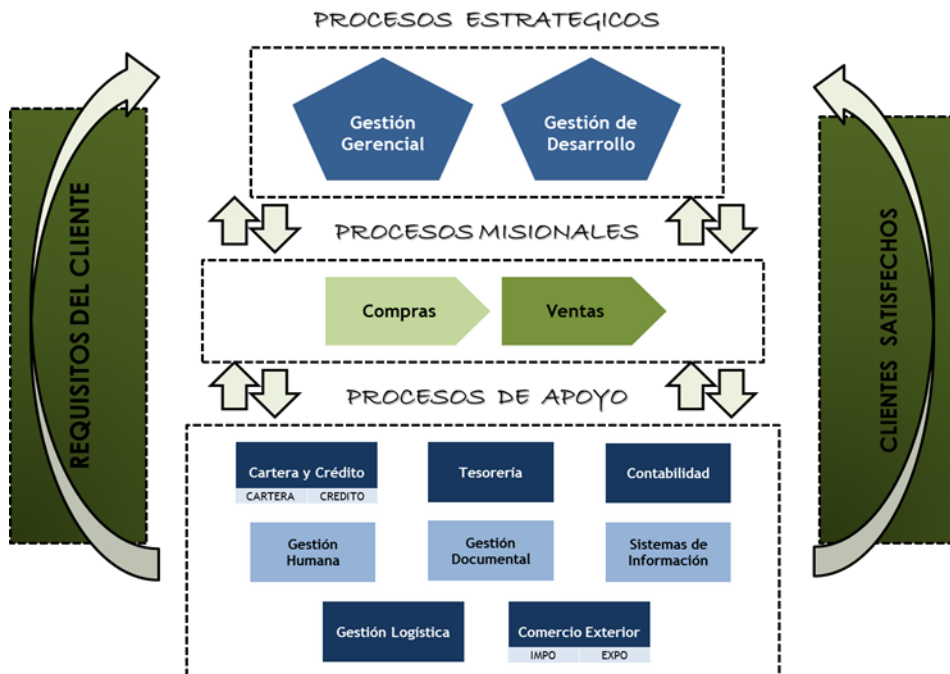 PROCESOS ESTRATEGICOS
Gestión
Gerencial
Gestión de
Desarrollo
REQUISITOS DEL CLIENTE
PROCESOS MISIONALES
Compras
Ventas
CLIENTES SATISFECHOS
PROCESOS DE APOYO
Cartera y Crédito
CARTERA
CREDITO
Tesorería
Contabilidad
Gestión
Humana
Gestión
Documental
Sistemas de
Información
Gestión Logística
Comercio Exterior
IMPO
EXPO